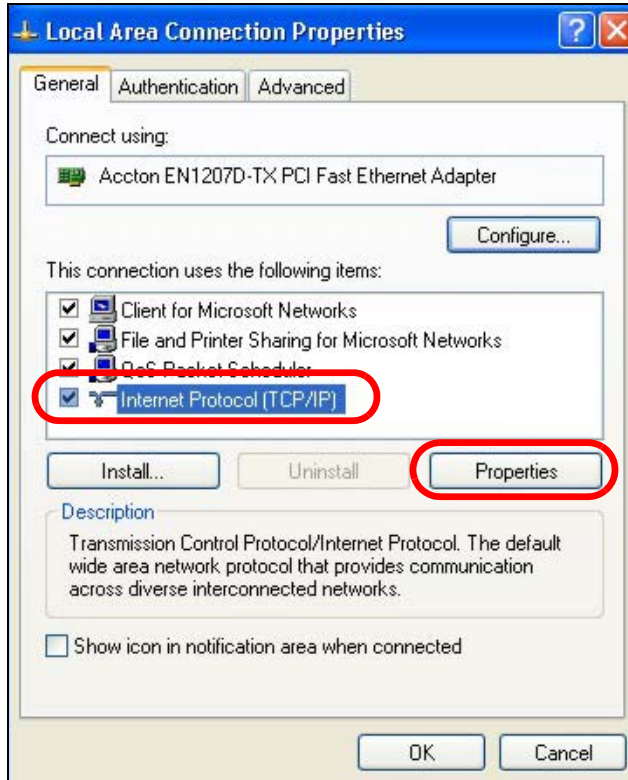 Local Area Connection Properties
General Authentication Advanced
Connect using:
Accton EN1207D-TX PCI Fast Ethernet Adapter
Configure...
This connection uses the following items:
Client for Microsoft Networks
File and Printer Sharing for Microsoft Networks
QoS Packet Scheduler
Internet Protocol (TCP/IP)
Install... Uninstall Properties
Description
Transmission Control Protocol/Internet Protocol. The default
wide area network protocol that provides communication
across diverse interconnected networks.
Show icon in notification area when connected
OK Cancel